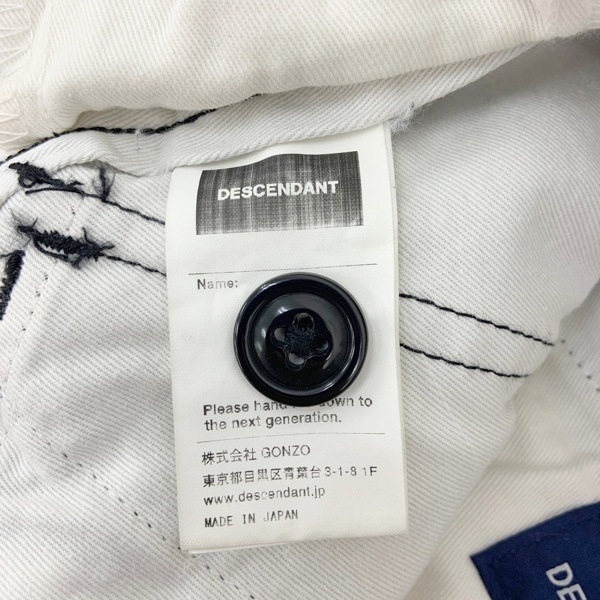 DESCENDANT
Name:
Please hand down to
the next generation.
株式会社 GONZO
東京都目黒区青葉台3-1-8 1F
www.descendant.jp
MADE IN JAPAN
DE